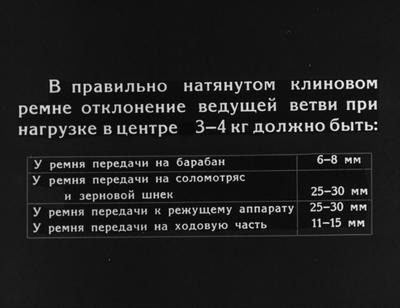 В правильно натянутом клиновом
ремне отклонение ведущей ветви при
нагрузке в центре 3–4 кг должно быть:
У ремня передачи на барабан 6–8 мм
У ремня передачи на соломотряс
и зерновой шнек 25–30 мм
У ремня передачи к режущему аппарату 25–30 мм
У ремня передачи на ходовую часть 11–15 мм